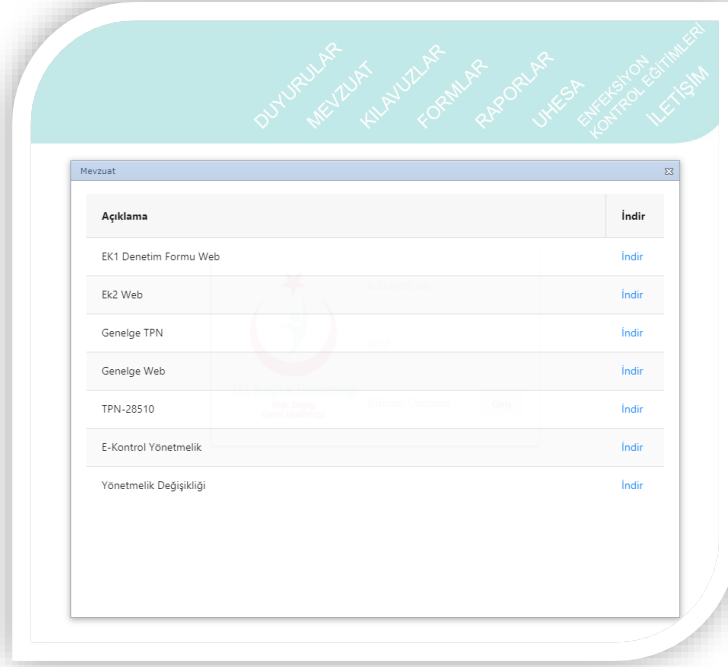 DUYURULAR
MEVZUAT
KILAVUZLAR
FORMLAR
RAPORLAR
UHESA
ENFEKSİYON
KONTROL EĞİTİMLERİ
İLETİŞİM
Mevzuat
Açıklama İndir
EK1 Denetim Formu Web İndir
Ek2 Web İndir
Genelge TPN İndir
Genelge Web İndir
TPN-28510 İndir
E-Kontrol Yönetmelik İndir
Yönetmelik Değişikliği İndir